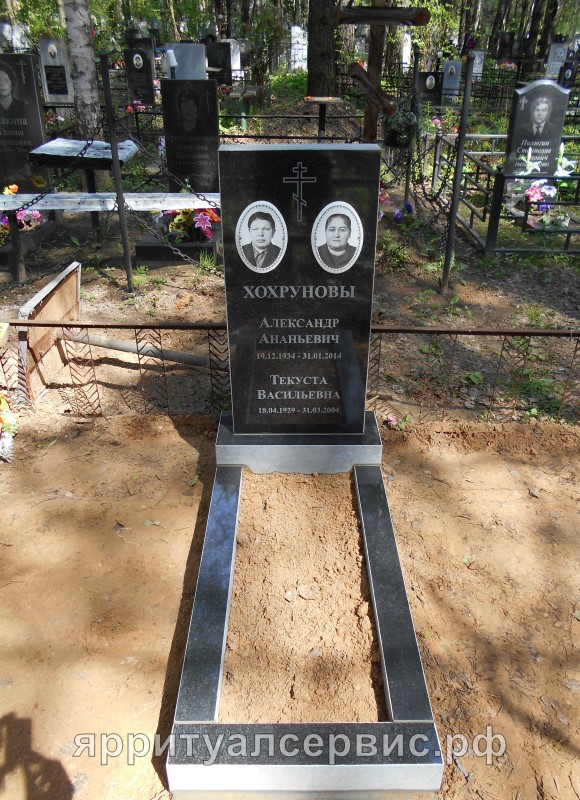 ХОХРУНОВЫ
АЛЕКСАНДР
АНАНЬЕВИЧ
19.12.1934 - 31.01.2014
ТЕКУСТА
ВАСИЛЬЕВНА
18.04.1929 - 31.03.2004
ярритуалсервис.рф